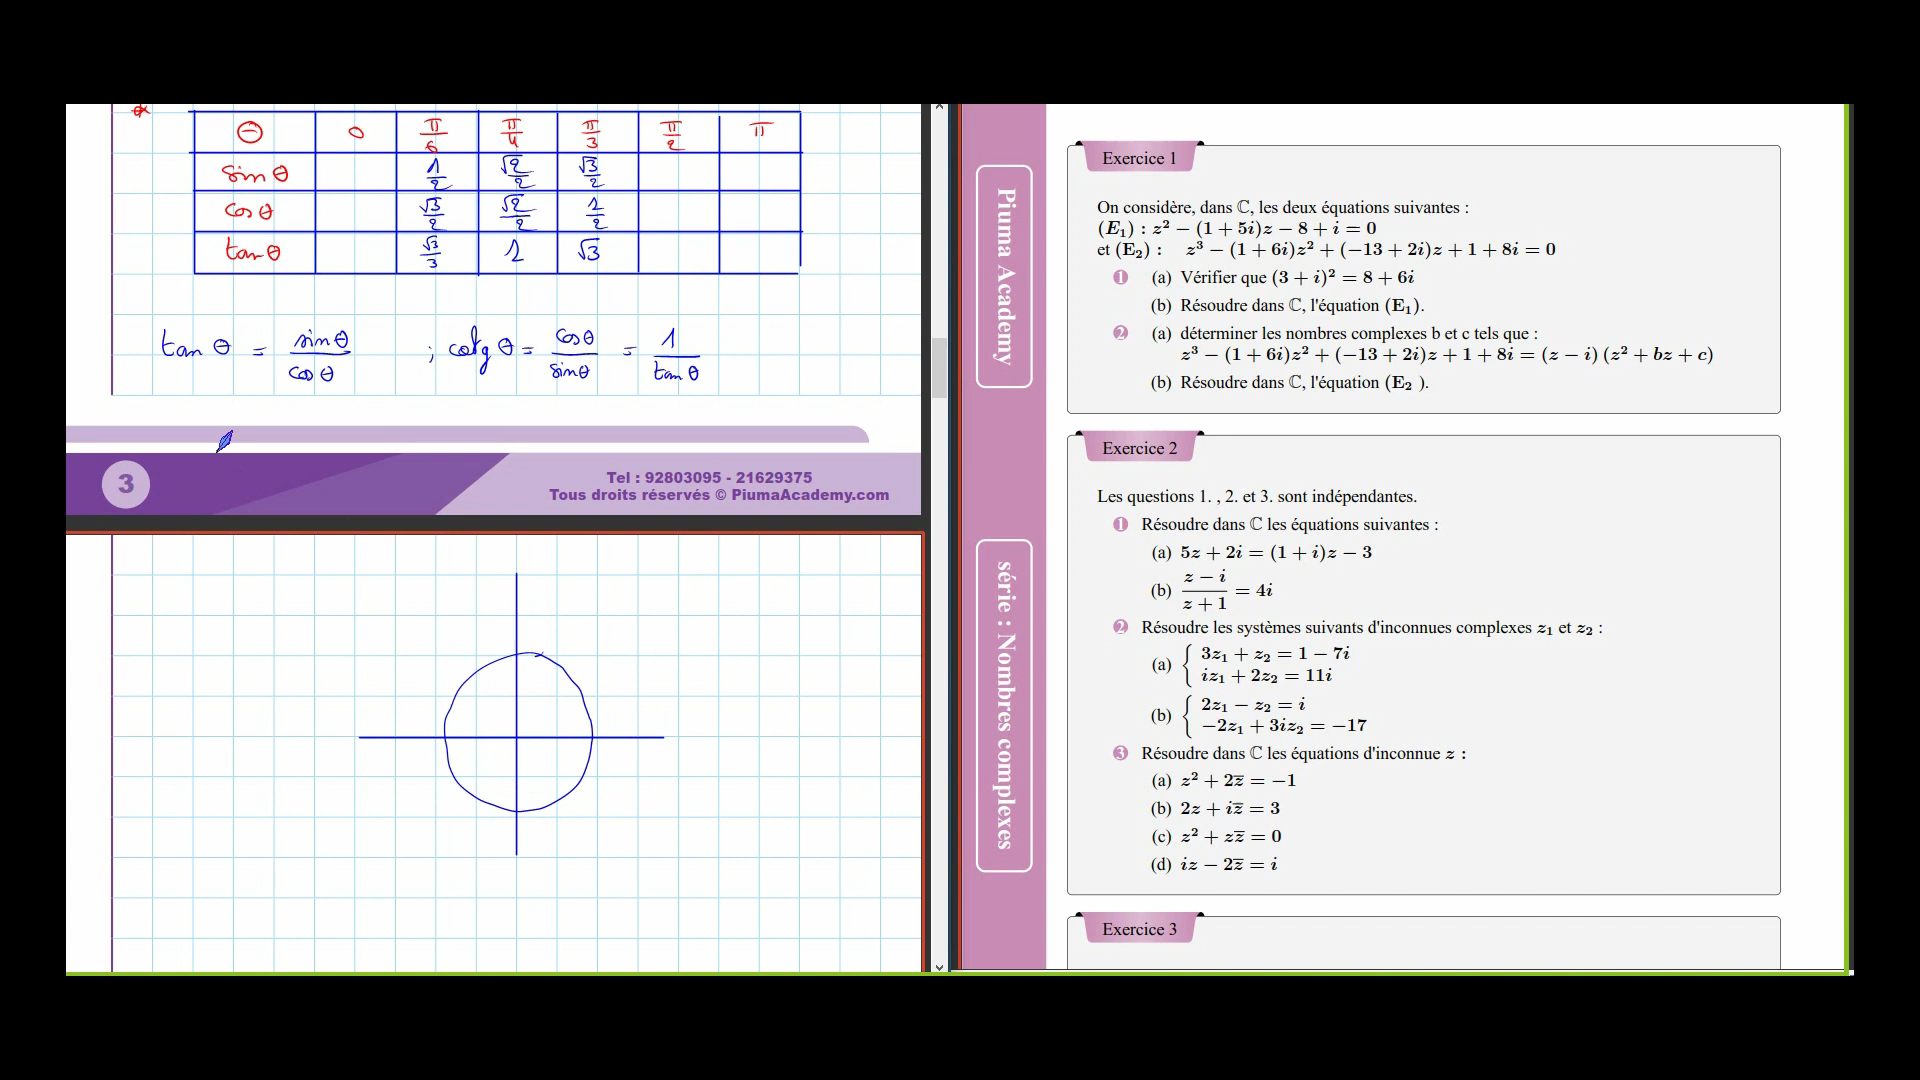 Θ 0 π/6 π/4 π/3 π/2 π
sin θ 1/2 √2/2 √3/2
cos θ √3/2 √2/2 1/2
tan θ √3/3 1 √3
tan θ = sin θ / cos θ ; cotg θ = cos θ / sin θ = 1 / tan θ
3
Tel : 92803095 - 21629375
Tous droits réservés © PiumaAcademy.com
Piuma Academy
série : Nombres complexes
Exercice 1
On considère, dans ℂ, les deux équations suivantes :
(E₁) : z² − (1 + 5i)z − 8 + i = 0
et (E₂) : z³ − (1 + 6i)z² + (−13 + 2i)z + 1 + 8i = 0
1 (a) Vérifier que (3 + i)² = 8 + 6i
(b) Résoudre dans ℂ, l'équation (E₁).
2 (a) déterminer les nombres complexes b et c tels que :
z³ − (1 + 6i)z² + (−13 + 2i)z + 1 + 8i = (z − i) (z² + bz + c)
(b) Résoudre dans ℂ, l'équation (E₂ ).
Exercice 2
Les questions 1. , 2. et 3. sont indépendantes.
1 Résoudre dans ℂ les équations suivantes :
(a) 5z + 2i = (1 + i)z − 3
(b) (z − i)/(z + 1) = 4i
2 Résoudre les systèmes suivants d'inconnues complexes z₁ et z₂ :
(a) { 3z₁ + z₂ = 1 − 7i
iz₁ + 2z₂ = 11i
(b) { 2z₁ − z₂ = i
−2z₁ + 3iz₂ = −17
3 Résoudre dans ℂ les équations d'inconnue z :
(a) z² + 2z̅ = −1
(b) 2z + iz̅ = 3
(c) z² + zz̅ = 0
(d) iz − 2z̅ = i
Exercice 3